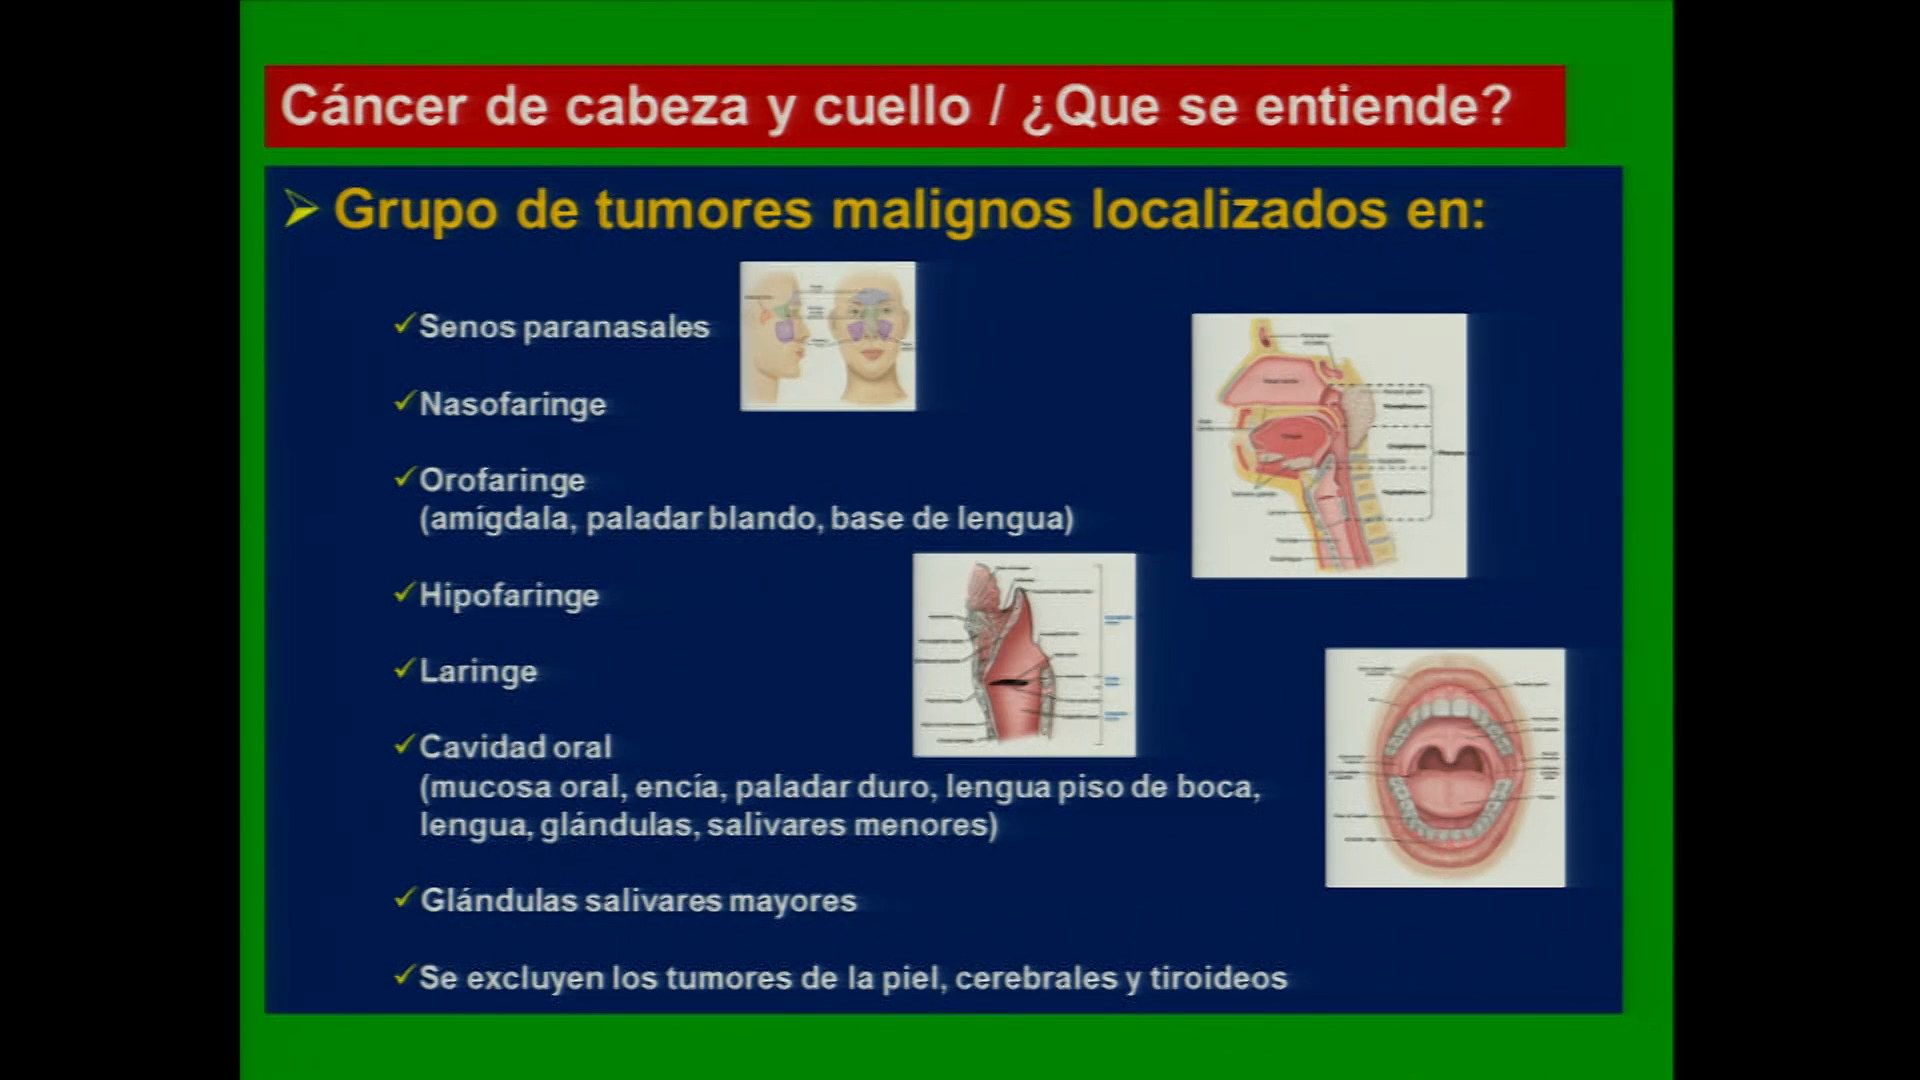 Cáncer de cabeza y cuello / ¿Que se entiende?
Grupo de tumores malignos localizados en:
Senos paranasales
Nasofaringe
Orofaringe
(amígdala, paladar blando, base de lengua)
Hipofaringe
Laringe
Cavidad oral
(mucosa oral, encía, paladar duro, lengua piso de boca,
lengua, glándulas, salivares menores)
Glándulas salivares mayores
Se excluyen los tumores de la piel, cerebrales y tiroideos